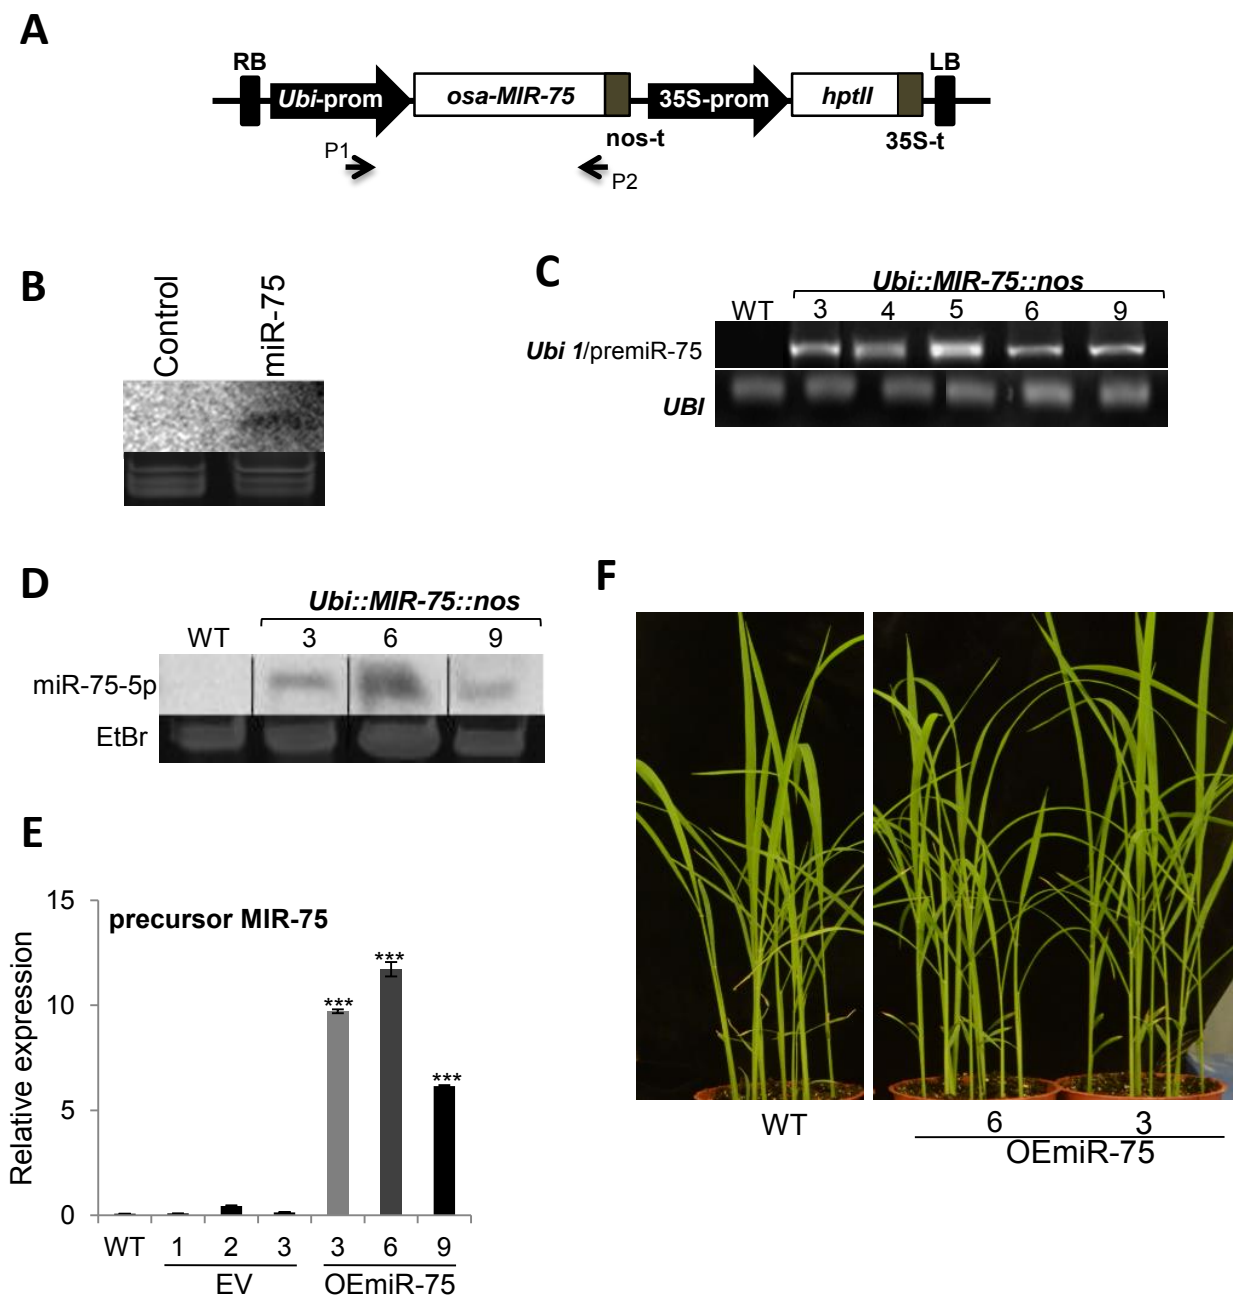 A
RB
LB
Ubi-prom
osa-MIR-75
35S-prom
hptII
nos-t
35S-t
P1
P2
B
Control
miR-75
C
Ubi::MIR-75::nos
WT 3 4 5 6 9
Ubi 1/premiR-75
UBI
D
Ubi::MIR-75::nos
WT 3 6 9
miR-75-5p
EtBr
E
precursor MIR-75
Relative expression
15
10
5
0
***
***
***
WT 1 2 3 3 6 9
EV OEmiR-75
F
WT
6 3
OEmiR-75